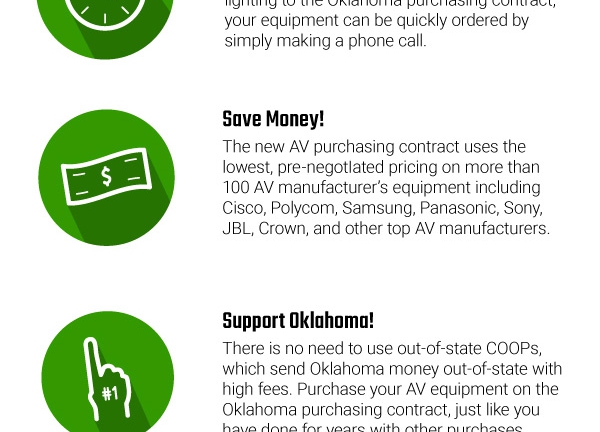 lighting to the Oklahoma purchasing contract,
your equipment can be quickly ordered by
simply making a phone call.
$
Save Money!
The new AV purchasing contract uses the
lowest, pre-negotIated pricing on more than
100 AV manufacturer’s equipment including
Cisco, Polycom, Samsung, Panasonic, Sony,
JBL, Crown, and other top AV manufacturers.
#1
Support Oklahoma!
There is no need to use out-of-state COOPs,
which send Oklahoma money out-of-state with
high fees. Purchase your AV equipment on the
Oklahoma purchasing contract, just like you
have done for years with other purchases